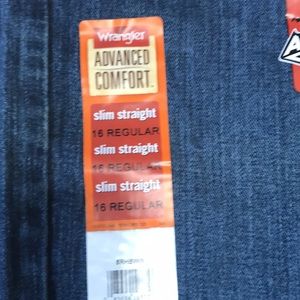 Wrangler
ADVANCED
COMFORT
slim straight
16 REGULAR
slim straight
16 REGULAR
slim straight
16 REGULAR